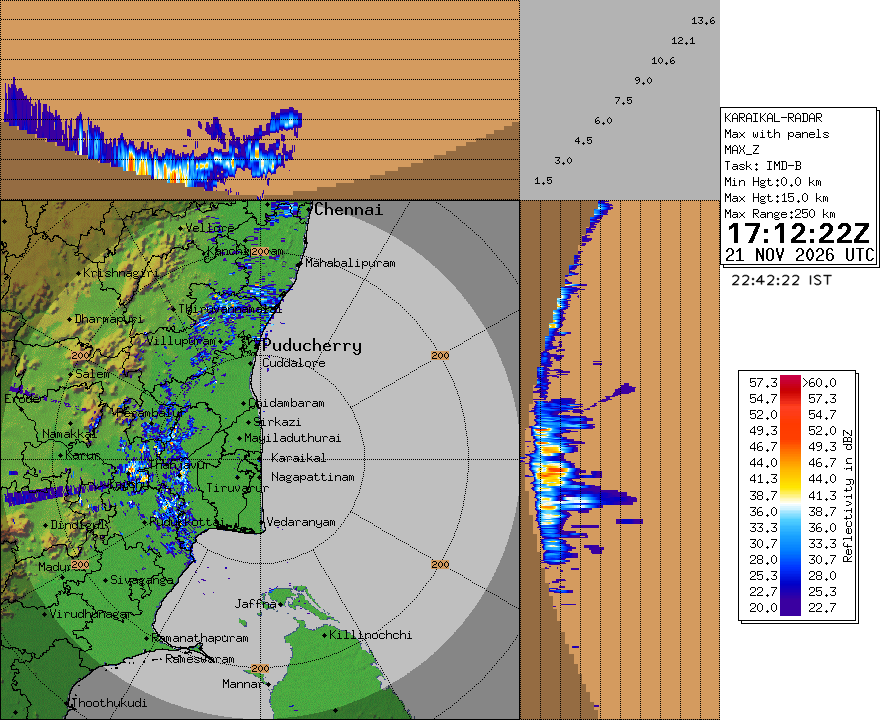 13.6
12.1
10.6
9.0
7.5
6.0
4.5
3.0
1.5
KARAIKAL-RADAR
Max with panels
MAX_Z
Task: IMD-B
Min Hgt:0.0 km
Max Hgt:15.0 km
Max Range:250 km
17:12:22Z
21 NOV 2026 UTC
22:42:22 IST
Chennai
Vellore
200
Mahabalipuram
Krishnagiri
Dharmapuri
Villupuram
Puducherry
200
200
Cuddalore
Salem
Erode
Chidambaram
Perambalur
Sirkazi
Namakkal
Mayiladuthurai
Karur
Karaikal
Thanjavur
Nagapattinam
Tiruvarur
Dindigul
Pudukkottai
Vedaranyam
Madurai
200
200
Sivaganga
Jaffna
Virudhunagar
Ramanathapuram
Killinochchi
Rameswaram
200
Mannar
Thoothukudi
57.3 >60.0
54.7 57.3
52.0 54.7
49.3 52.0
46.7 49.3
44.0 46.7
41.3 44.0
38.7 41.3
36.0 38.7
33.3 36.0
30.7 33.3
28.0 30.7
25.3 28.0
22.7 25.3
20.0 22.7
Reflectivity in dBZ